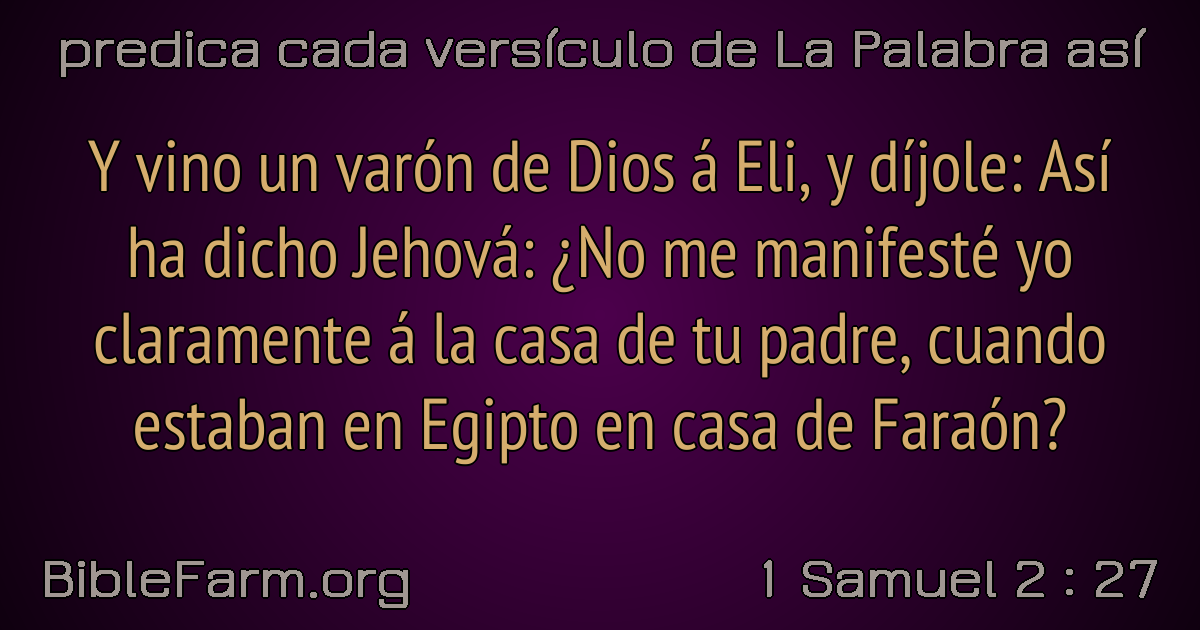 predica cada versículo de La Palabra así
Y vino un varón de Dios á Eli, y díjole: Así
ha dicho Jehová: ¿No me manifesté yo
claramente á la casa de tu padre, cuando
estaban en Egipto en casa de Faraón?
BibleFarm.org
1 Samuel 2 : 27